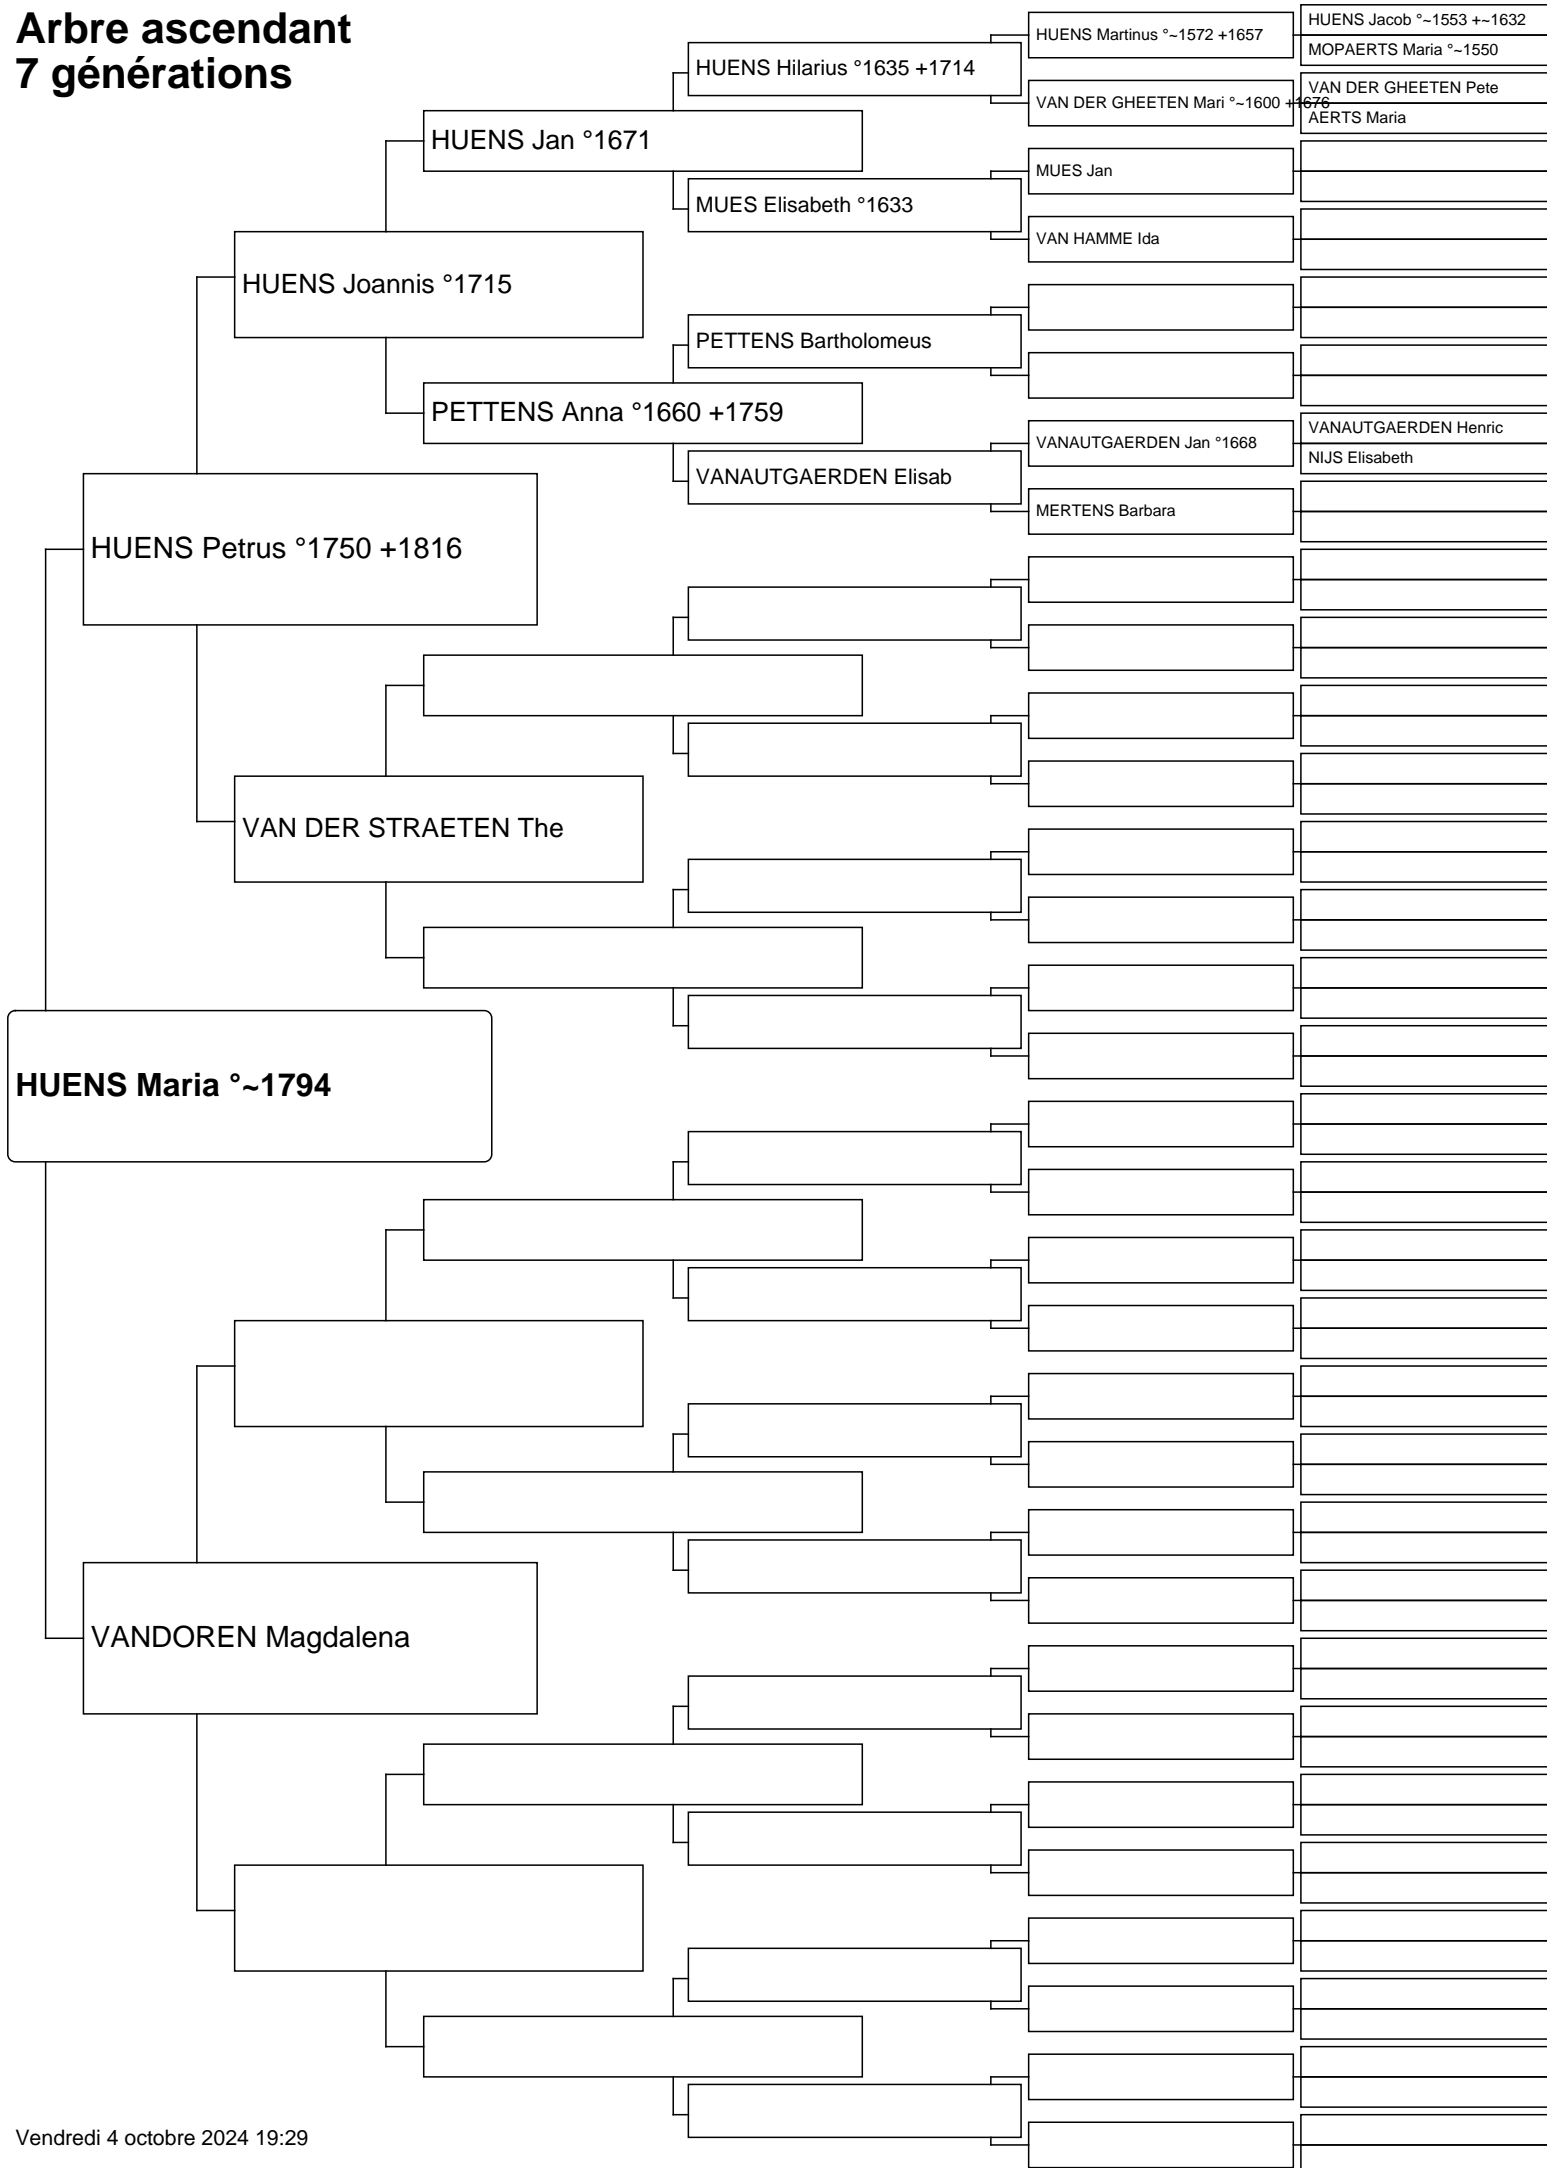 Arbre ascendant
7 générations
HUENS Martinus °~1572 +1657
HUENS Jacob °~1553 +~1632
MOPAERTS Maria °~1550
HUENS Hilarius °1635 +1714
VAN DER GHEETEN Mari °~1600 +1676
VAN DER GHEETEN Pete
AERTS Maria
HUENS Jan °1671
MUES Jan
MUES Elisabeth °1633
VAN HAMME Ida
HUENS Joannis °1715
PETTENS Bartholomeus
PETTENS Anna °1660 +1759
VANAUTGAERDEN Jan °1668
VANAUTGAERDEN Henric
NIJS Elisabeth
VANAUTGAERDEN Elisab
MERTENS Barbara
HUENS Petrus °1750 +1816
VAN DER STRAETEN The
HUENS Maria °~1794
VANDOREN Magdalena
Vendredi 4 octobre 2024 19:29